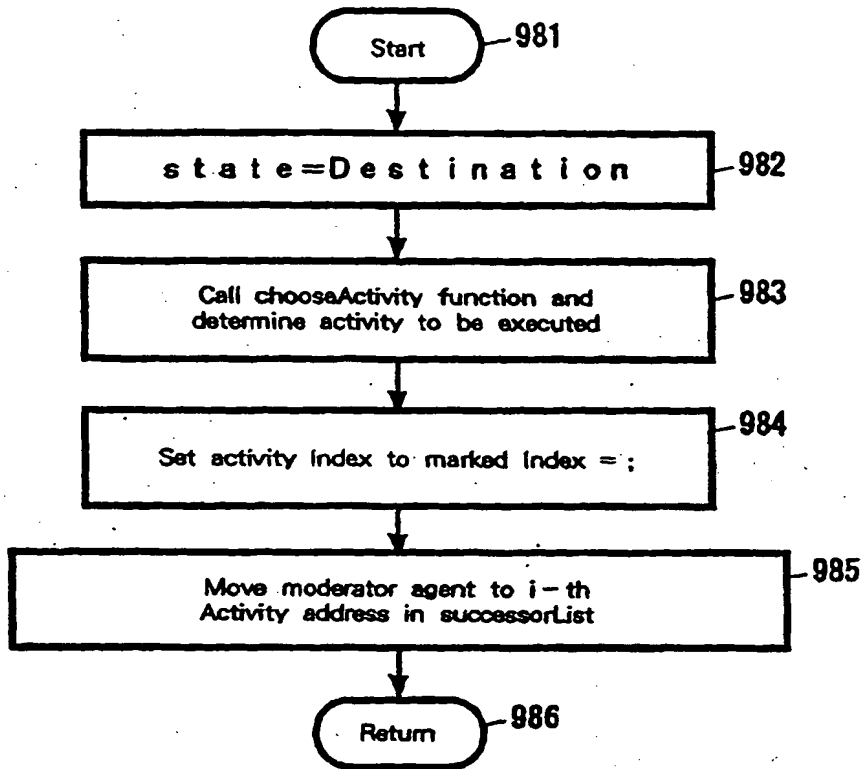 Start
981
state=Destination
982
Call chooseActivity function and
determine activity to be executed
983
Set activity index to marked index = ;
984
Move moderator agent to i-th
Activity address in successorList
985
Return
986